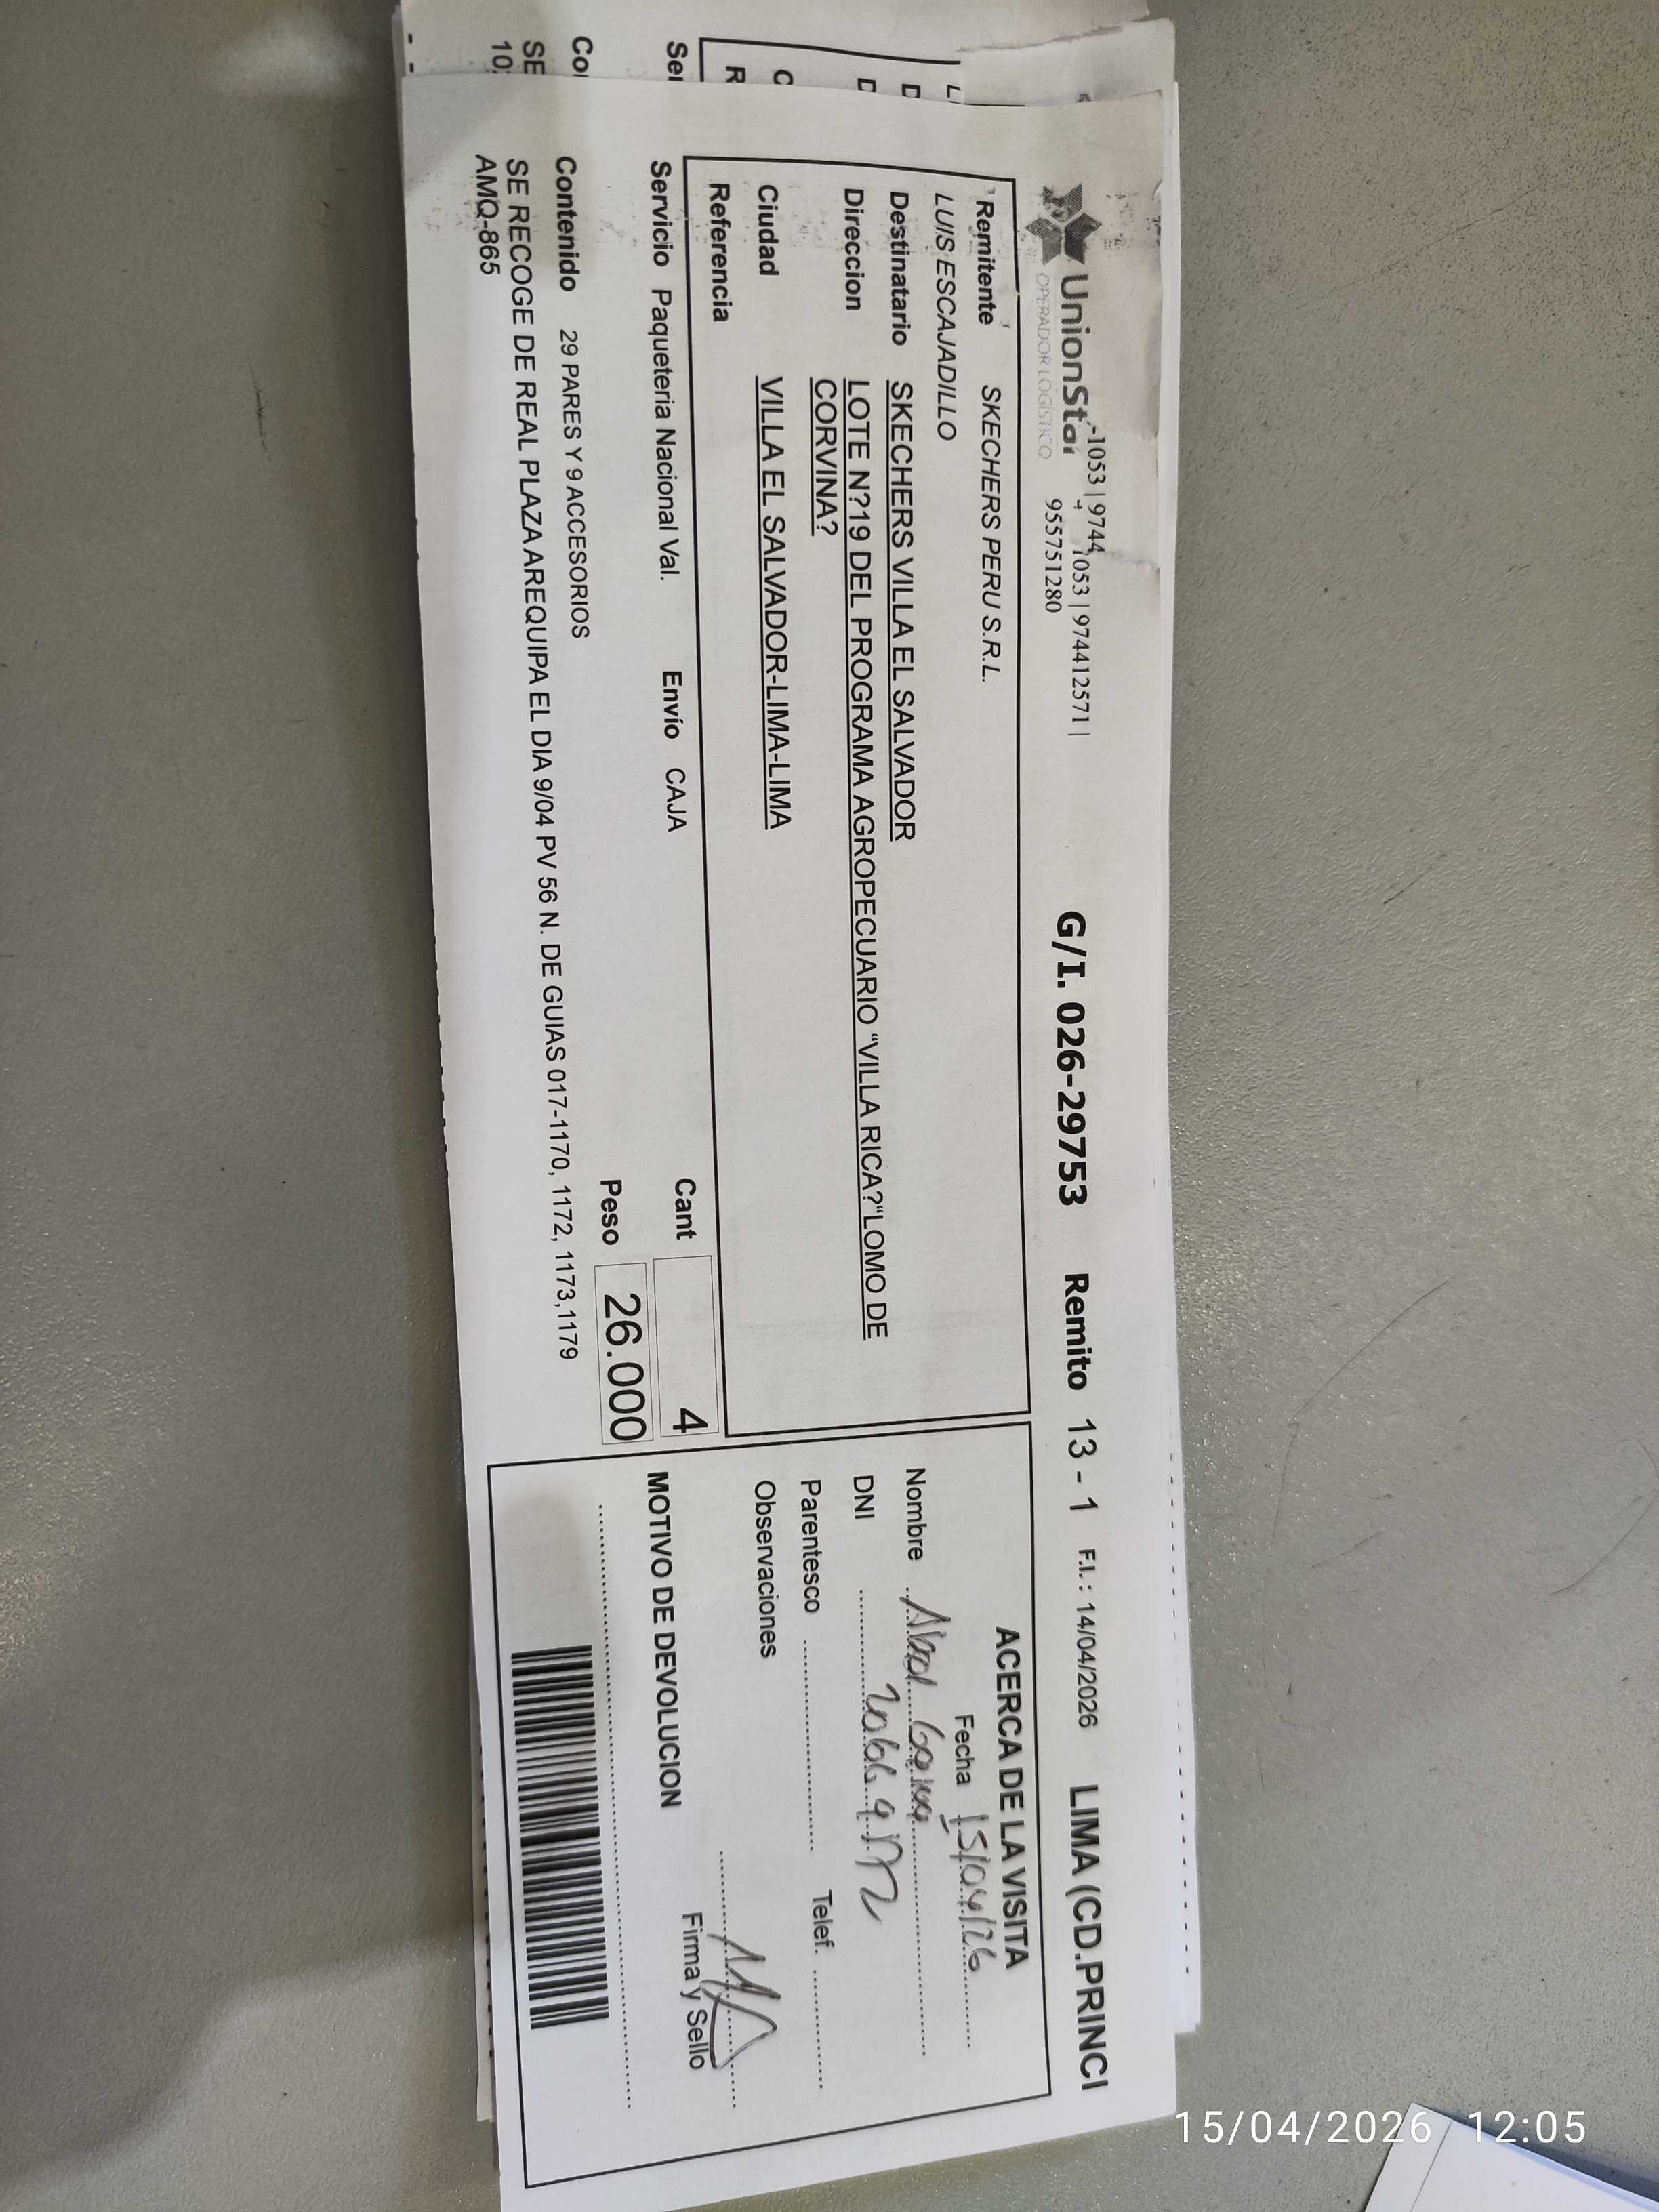 -1053 | 9744
1053 | 974412571 |
955751280
UnionStar
OPERADOR LOGÍSTICO
G/I. 026-29753 Remito 13 - 1 F.I. : 14/04/2026 LIMA (CD.PRINCI
Remitente SKECHERS PERU S.R.L.
LUIS ESCAJADILLO
Destinatario SKECHERS VILLA EL SALVADOR
Direccion LOTE N?19 DEL PROGRAMA AGROPECUARIO “VILLA RICA?“LOMO DE
CORVINA?
Ciudad VILLA EL SALVADOR-LIMA-LIMA
Referencia
Servicio Paqueteria Nacional Val. Envío CAJA Cant 4
Peso 26.000
Contenido 29 PARES Y 9 ACCESORIOS
SE RECOGE DE REAL PLAZA AREQUIPA EL DIA 9/04 PV 56 N. DE GUIAS 017-1170, 1172, 1173,1179
AMQ-865
ACERCA DE LA VISITA
Fecha 15/04/26
Nombre
DNI
Parentesco Telef.
Observaciones
Firma y Sello
MOTIVO DE DEVOLUCION
Ser
SE
10
15/04/2026 12:05